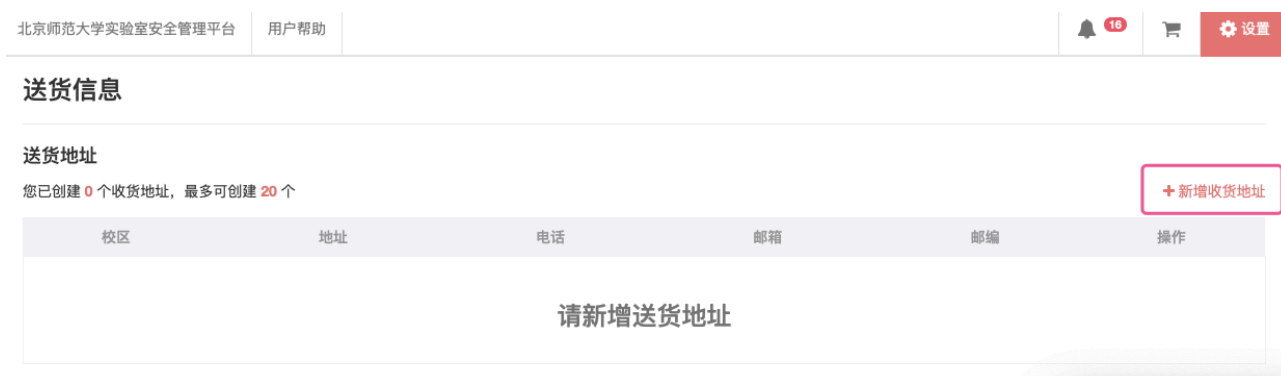 北京师范大学实验室安全管理平台 用户帮助 16 设置
送货信息
送货地址
您已创建 0 个收货地址，最多可创建 20 个
+ 新增收货地址
校区 地址 电话 邮箱 邮编 操作
请新增送货地址